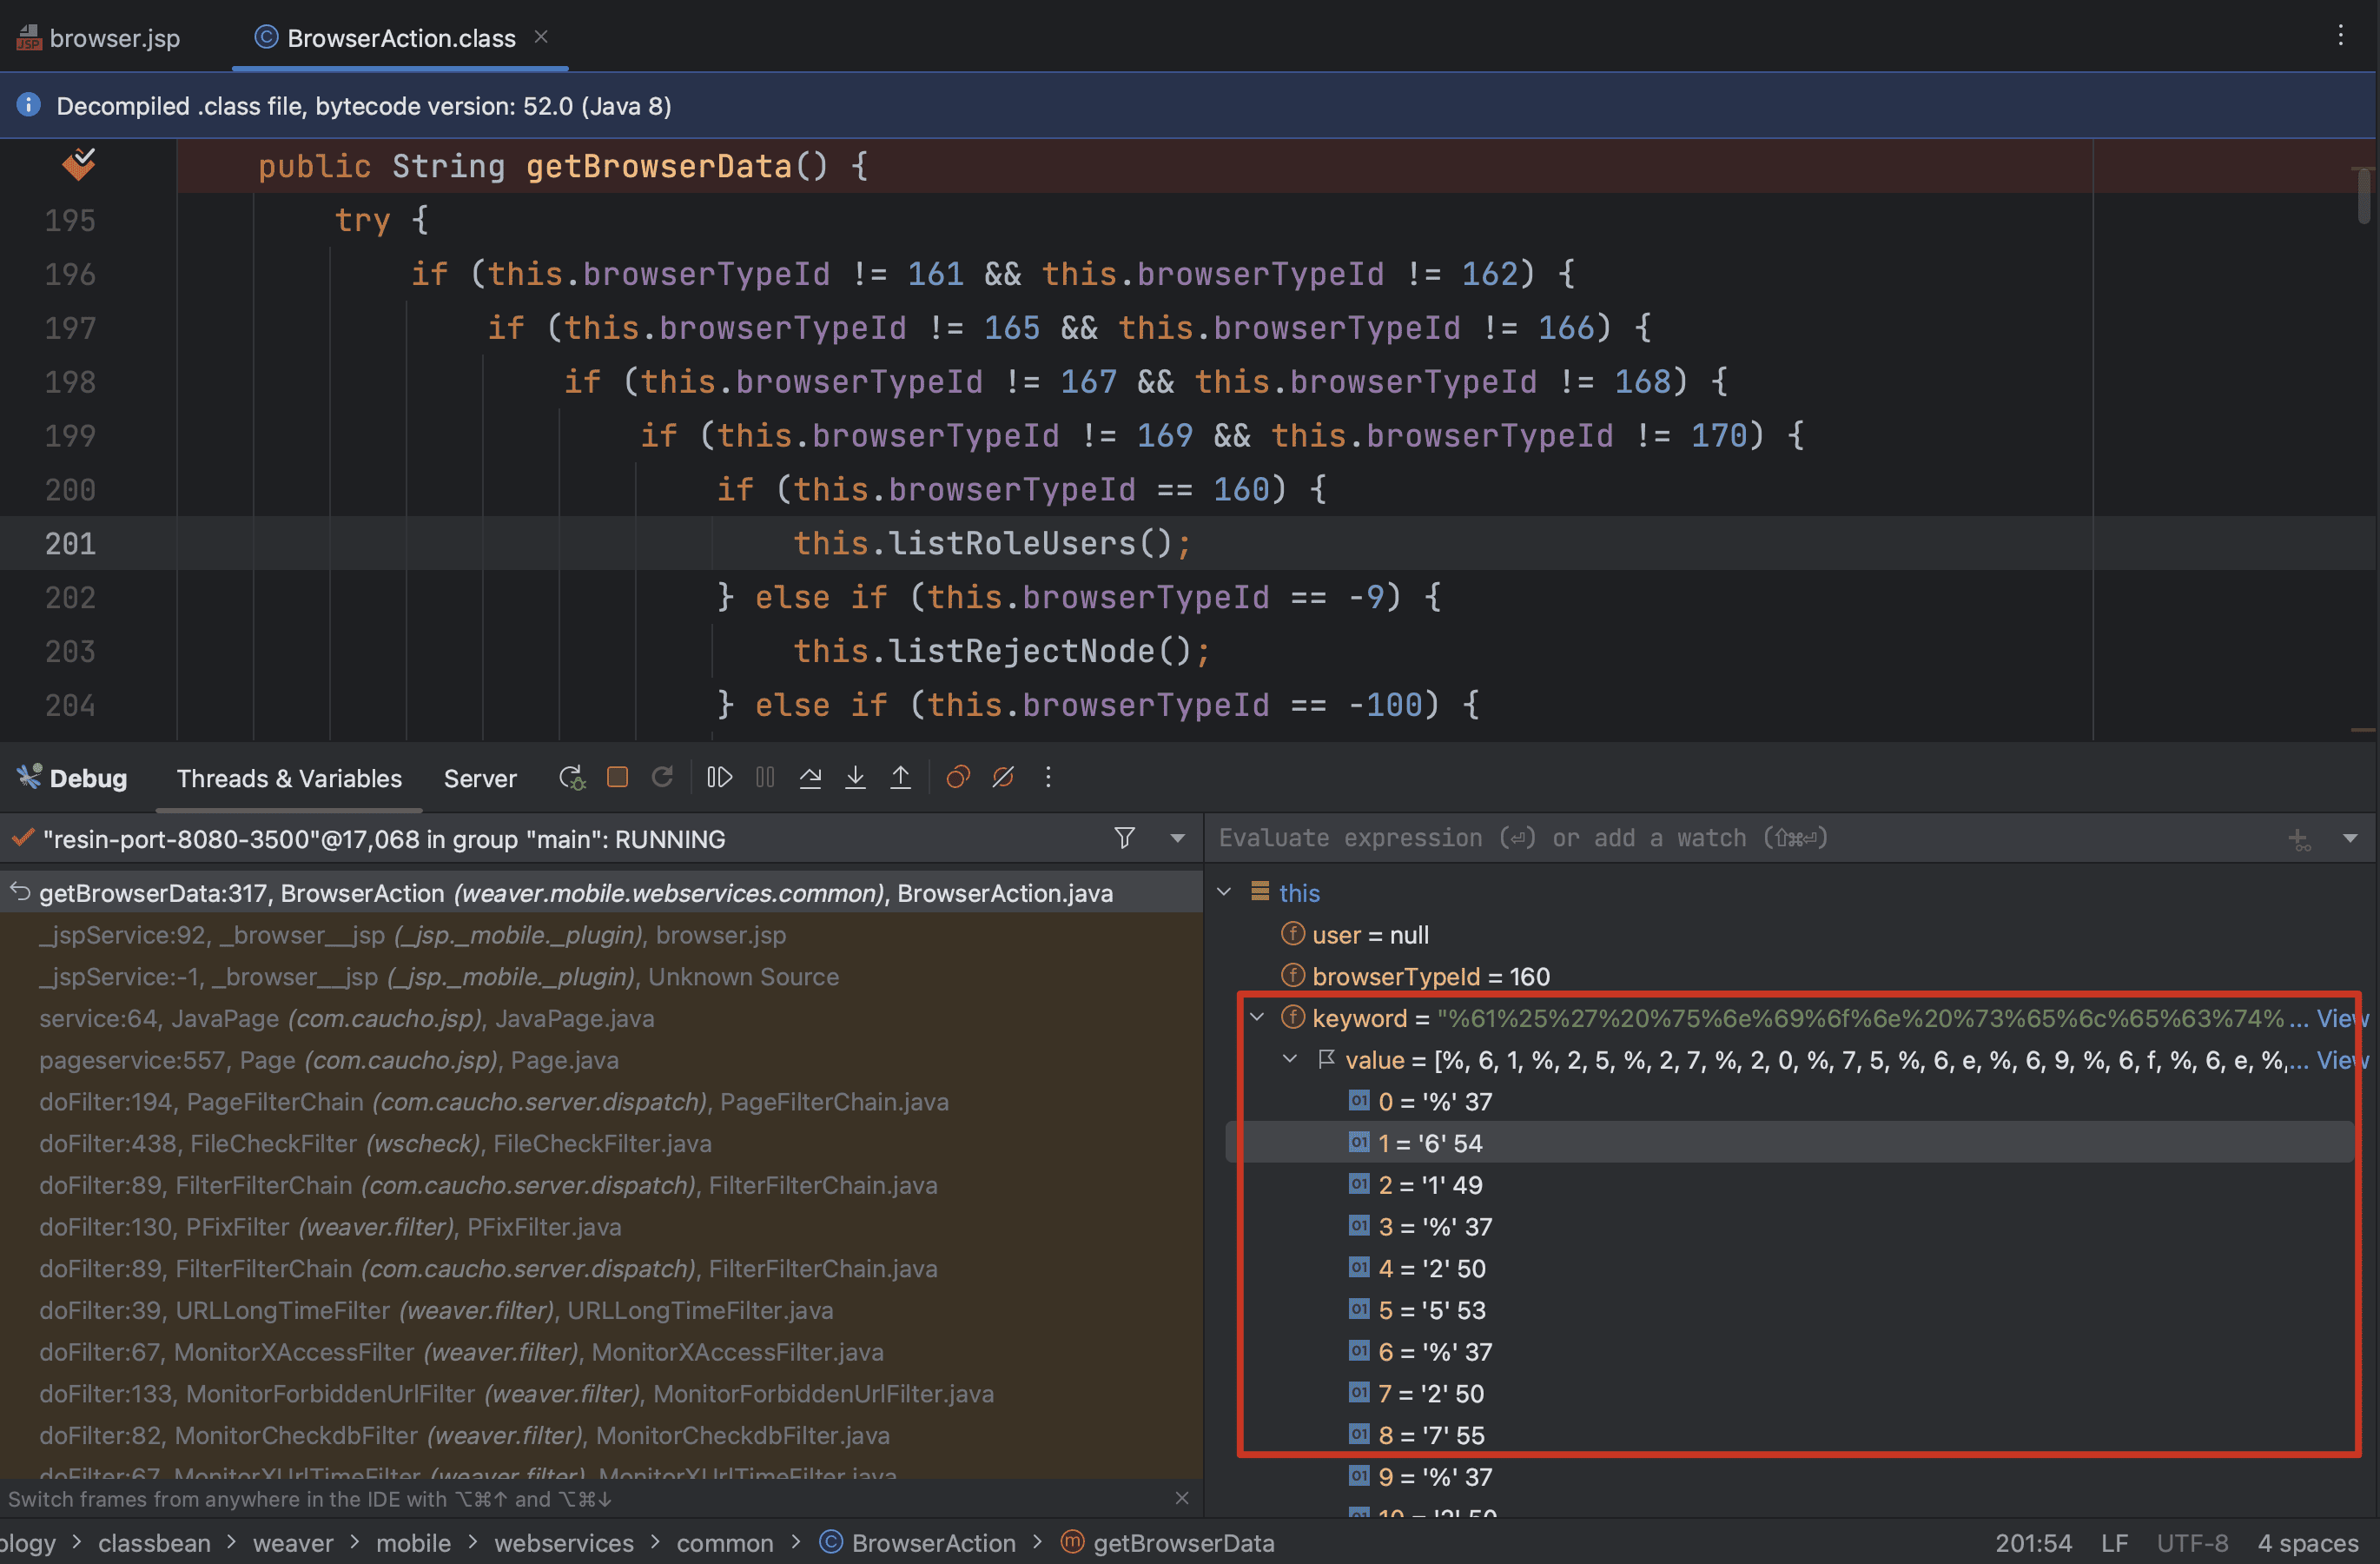 browser.jsp
BrowserAction.class
Decompiled .class file, bytecode version: 52.0 (Java 8)
public String getBrowserData() {
195 try {
196 if (this.browserTypeId != 161 && this.browserTypeId != 162) {
197 if (this.browserTypeId != 165 && this.browserTypeId != 166) {
198 if (this.browserTypeId != 167 && this.browserTypeId != 168) {
199 if (this.browserTypeId != 169 && this.browserTypeId != 170) {
200 if (this.browserTypeId == 160) {
201 this.listRoleUsers();
202 } else if (this.browserTypeId == -9) {
203 this.listRejectNode();
204 } else if (this.browserTypeId == -100) {
Debug Threads & Variables Server
"resin-port-8080-3500"@17,068 in group "main": RUNNING
getBrowserData:317, BrowserAction (weaver.mobile.webservices.common), BrowserAction.java
_jspService:92, _browser__jsp (_jsp._mobile._plugin), browser.jsp
_jspService:-1, _browser__jsp (_jsp._mobile._plugin), Unknown Source
service:64, JavaPage (com.caucho.jsp), JavaPage.java
pageservice:557, Page (com.caucho.jsp), Page.java
doFilter:194, PageFilterChain (com.caucho.server.dispatch), PageFilterChain.java
doFilter:438, FileCheckFilter (wscheck), FileCheckFilter.java
doFilter:89, FilterFilterChain (com.caucho.server.dispatch), FilterFilterChain.java
doFilter:130, PFixFilter (weaver.filter), PFixFilter.java
doFilter:89, FilterFilterChain (com.caucho.server.dispatch), FilterFilterChain.java
doFilter:39, URLLongTimeFilter (weaver.filter), URLLongTimeFilter.java
doFilter:67, MonitorXAccessFilter (weaver.filter), MonitorXAccessFilter.java
doFilter:133, MonitorForbiddenUrlFilter (weaver.filter), MonitorForbiddenUrlFilter.java
doFilter:82, MonitorCheckdbFilter (weaver.filter), MonitorCheckdbFilter.java
doFilter:67, MonitorXUrlTimeFilter (weaver.filter), MonitorXUrlTimeFilter.java
Switch frames from anywhere in the IDE with ⌥⌘↑ and ⌥⌘↓
Evaluate expression (⏎) or add a watch (⇧⌘⏎)
this
user = null
browserTypeId = 160
keyword = "%61%25%27%20%75%6e%69%6f%6e%20%73%65%6c%65%63%74%... View
value = [%, 6, 1, %, 2, 5, %, 2, 7, %, 2, 0, %, 7, 5, %, 6, e, %, 6, 9, %, 6, f, %, 6, e, %,... View
0 = '%' 37
1 = '6' 54
2 = '1' 49
3 = '%' 37
4 = '2' 50
5 = '5' 53
6 = '%' 37
7 = '2' 50
8 = '7' 55
9 = '%' 37
10 = '2' 50
ology > classbean > weaver > mobile > webservices > common > BrowserAction > getBrowserData
201:54 LF UTF-8 4 spaces